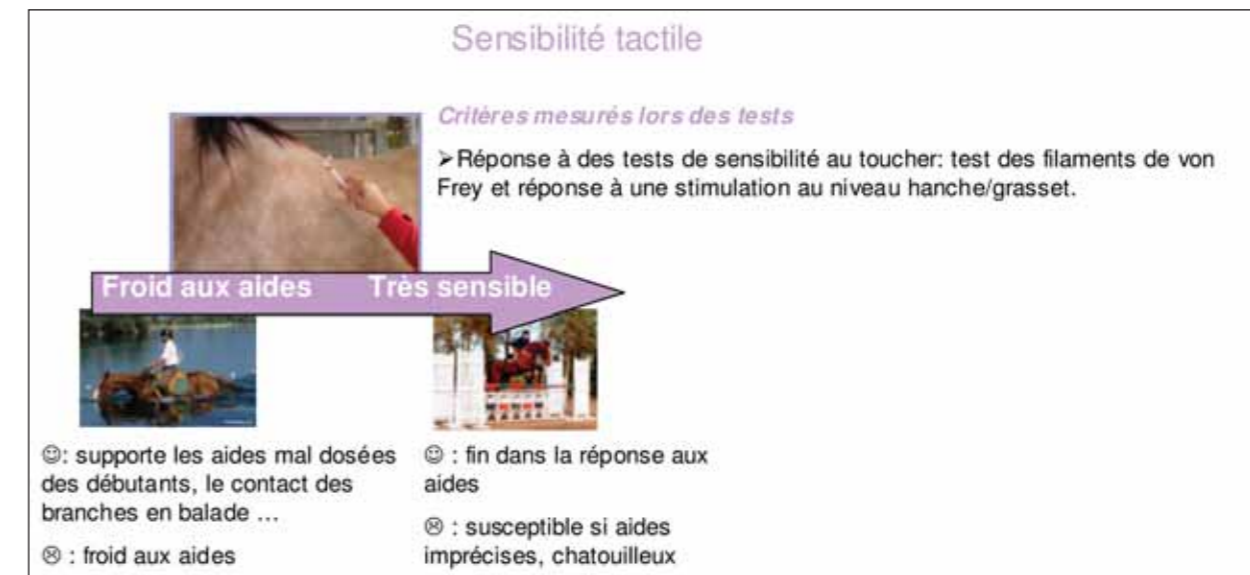 Sensibilité tactile
Critères mesurés lors des tests
➢Réponse à des tests de sensibilité au toucher: test des filaments de von
Frey et réponse à une stimulation au niveau hanche/grasset.
Froid aux aides Très sensible
☺: supporte les aides mal dosées
des débutants, le contact des
branches en balade …
☹ : froid aux aides
☺ : fin dans la réponse aux
aides
☹ : susceptible si aides
imprécises, chatouilleux